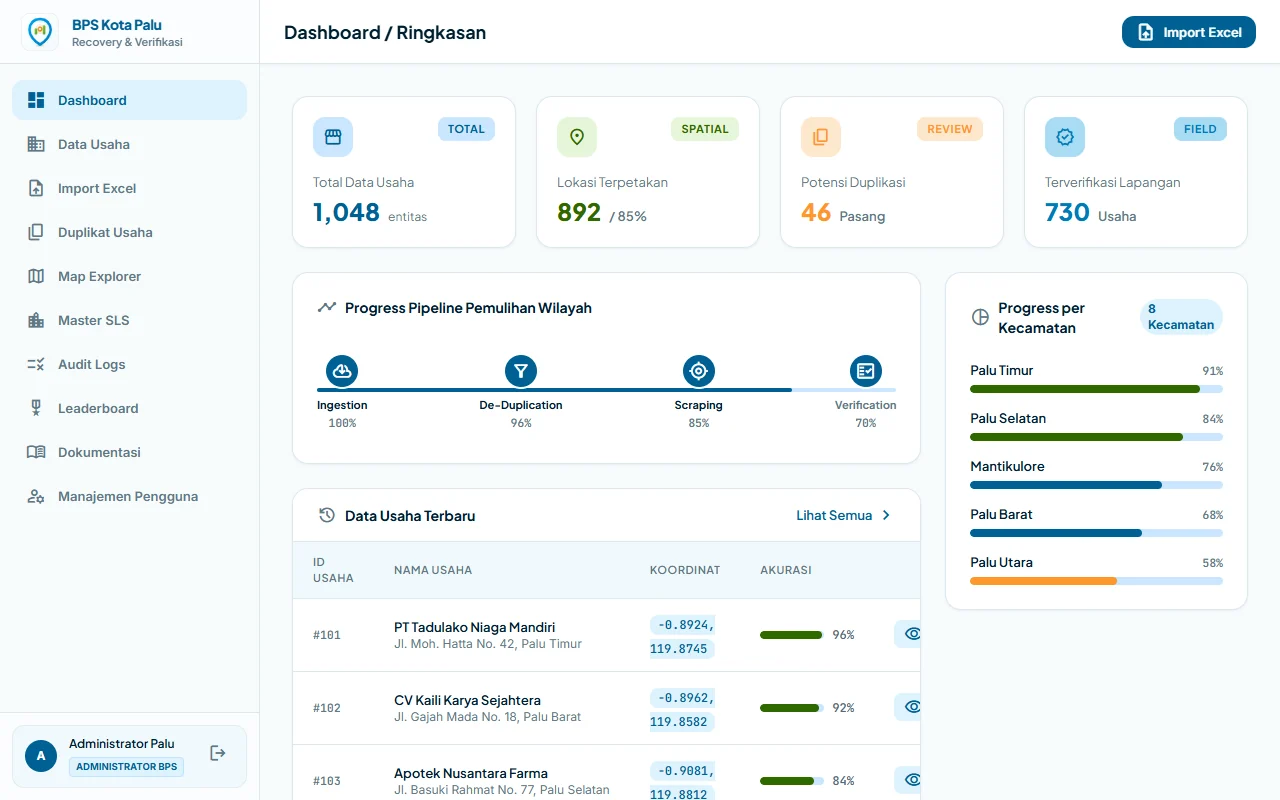 BPS Kota Palu
Recovery & Verifikasi
Dashboard
Data Usaha
Import Excel
Duplikat Usaha
Map Explorer
Master SLS
Audit Logs
Leaderboard
Dokumentasi
Manajemen Pengguna
A
Administrator Palu
ADMINISTRATOR BPS
Dashboard / Ringkasan
Import Excel
TOTAL
Total Data Usaha
1,048 entitas
SPATIAL
Lokasi Terpetakan
892 / 85%
REVIEW
Potensi Duplikasi
46 Pasang
FIELD
Terverifikasi Lapangan
730 Usaha
Progress Pipeline Pemulihan Wilayah
Ingestion
100%
De-Duplication
96%
Scraping
85%
Verification
70%
Data Usaha Terbaru
Lihat Semua
ID
USAHA
NAMA USAHA
KOORDINAT
AKURASI
#101
PT Tadulako Niaga Mandiri
Jl. Moh. Hatta No. 42, Palu Timur
-0.8924,
119.8745
96%
#102
CV Kaili Karya Sejahtera
Jl. Gajah Mada No. 18, Palu Barat
-0.8962,
119.8582
92%
#103
Apotek Nusantara Farma
Jl. Basuki Rahmat No. 77, Palu Selatan
-0.9081,
119.8812
84%
Progress per
Kecamatan
8
Kecamatan
Palu Timur 91%
Palu Selatan 84%
Mantikulore 76%
Palu Barat 68%
Palu Utara 58%